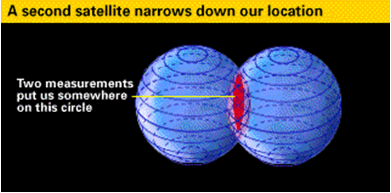 A second satellite narrows down our location
Two measurements
put us somewhere
on this circle